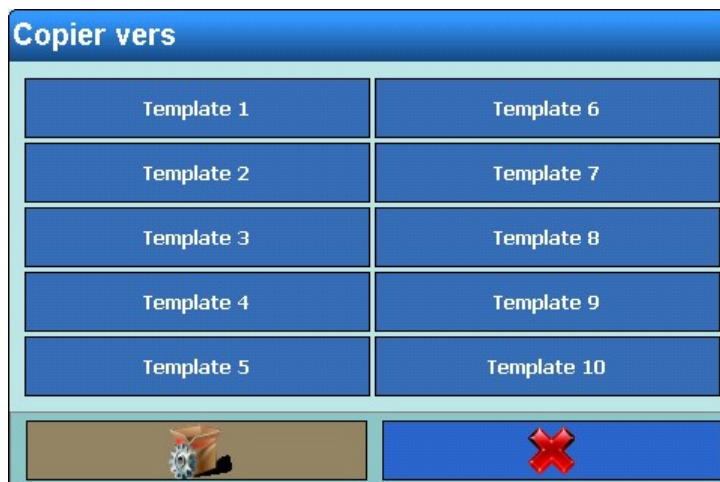 Copier vers
Template 1
Template 6
Template 2
Template 7
Template 3
Template 8
Template 4
Template 9
Template 5
Template 10